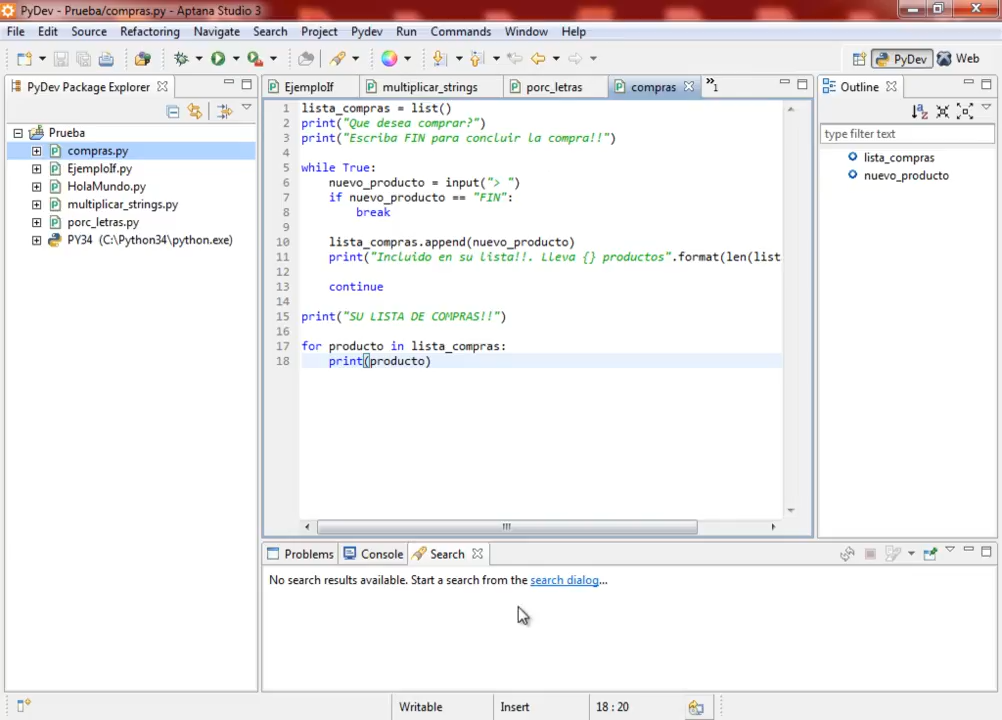 PyDev - Prueba/compras.py - Aptana Studio 3
File Edit Source Refactoring Navigate Search Project Pydev Run Commands Window Help
PyDev Web
PyDev Package Explorer
Prueba
compras.py
EjemploIf.py
HolaMundo.py
multiplicar_strings.py
porc_letras.py
PY34 (C:\Python34\python.exe)
EjemploIf multiplicar_strings porc_letras compras »1
1 lista_compras = list()
2 print("Que desea comprar?")
3 print("Escriba FIN para concluir la compra!!")
4
5 while True:
6 nuevo_producto = input("> ")
7 if nuevo_producto == "FIN":
8 break
9
10 lista_compras.append(nuevo_producto)
11 print("Incluido en su lista!!. Lleva {} productos".format(len(list
12
13 continue
14
15 print("SU LISTA DE COMPRAS!!")
16
17 for producto in lista_compras:
18 print(producto)
Outline
type filter text
lista_compras
nuevo_producto
Problems Console Search
No search results available. Start a search from the search dialog...
Writable Insert 18 : 20